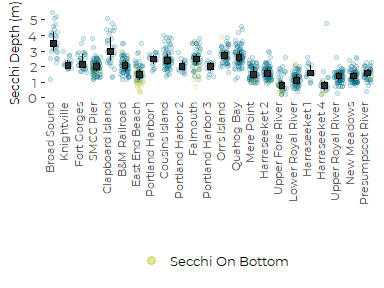 Secchi Depth (m)
5
4
3
2
1
0
Broad Sound
Knightville
Fort Gorges
SMCC Pier
Clapboard Island
B&M Railroad
East End Beach
Portland Harbor 1
Cousins Island
Portland Harbor 2
Falmouth
Portland Harbor 3
Orrs Island
Quahog Bay
Mere Point
Harraseeket 2
Upper Fore River
Lower Royal River
Harraseeket 1
Harraseeket 4
Upper Royal River
New Meadows
Presumpscot River
Secchi On Bottom